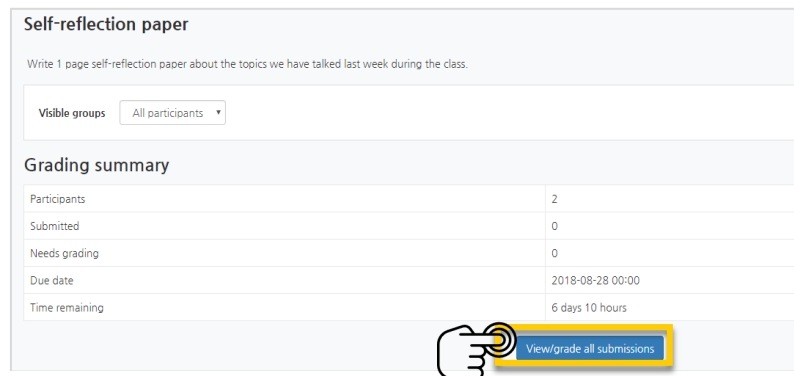 Self-reflection paper
Write 1 page self-reflection paper about the topics we have talked last week during the class.
Visible groups All participants
Grading summary
Participants 2
Submitted 0
Needs grading 0
Due date 2018-08-28 00:00
Time remaining 6 days 10 hours
View/grade all submissions